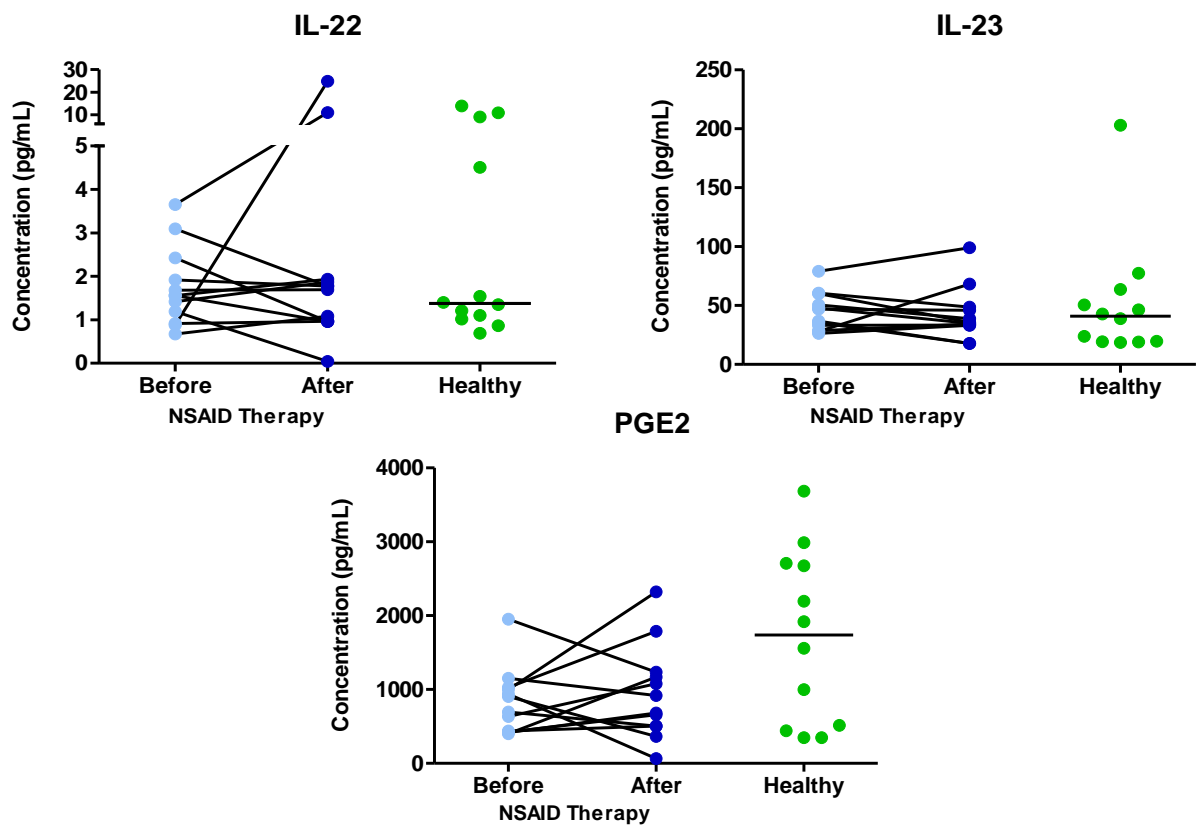 IL-22
Concentration (pg/mL)
30
20
10
5
4
3
2
1
0
Before
After
Healthy
NSAID Therapy
IL-23
Concentration (pg/mL)
250
200
150
100
50
0
Before
After
Healthy
NSAID Therapy
PGE2
Concentration (pg/mL)
4000
3000
2000
1000
0
Before
After
Healthy
NSAID Therapy